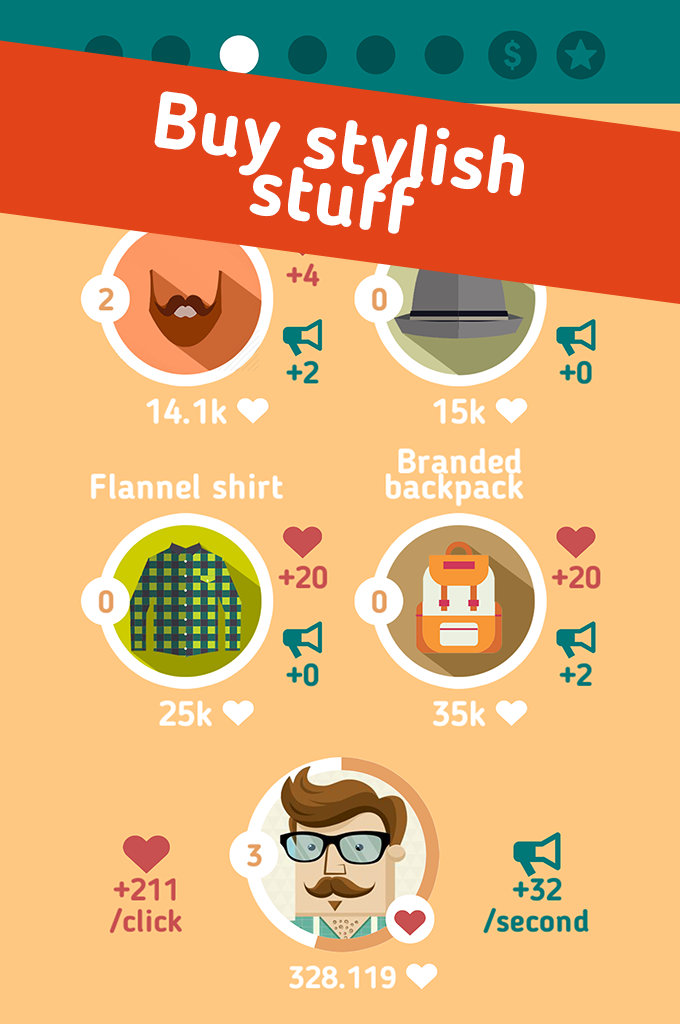 $
Buy stylish
stuff
2
+4
+2
14.1k
0
+0
15k
Flannel shirt
0
+20
+0
25k
Branded
backpack
0
+20
+2
35k
+211
/click
3
+32
/second
328.119